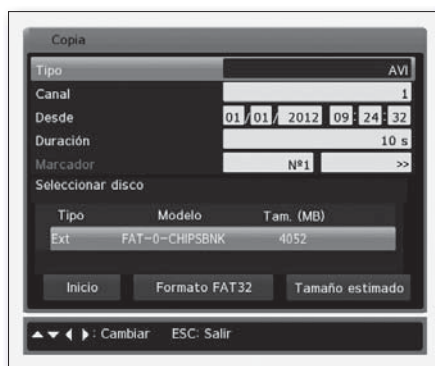 Copia
Tipo AVI
Canal 1
Desde 01/01/2012 09:24:32
Duración 10 s
Marcador Nº1 >>
Seleccionar disco
Tipo Modelo Tam. (MB)
Ext FAT-0-CHIPSBNK 4052
Inicio Formato FAT32 Tamaño estimado
▲ ▼ ◀ ▶ : Cambiar ESC: Salir